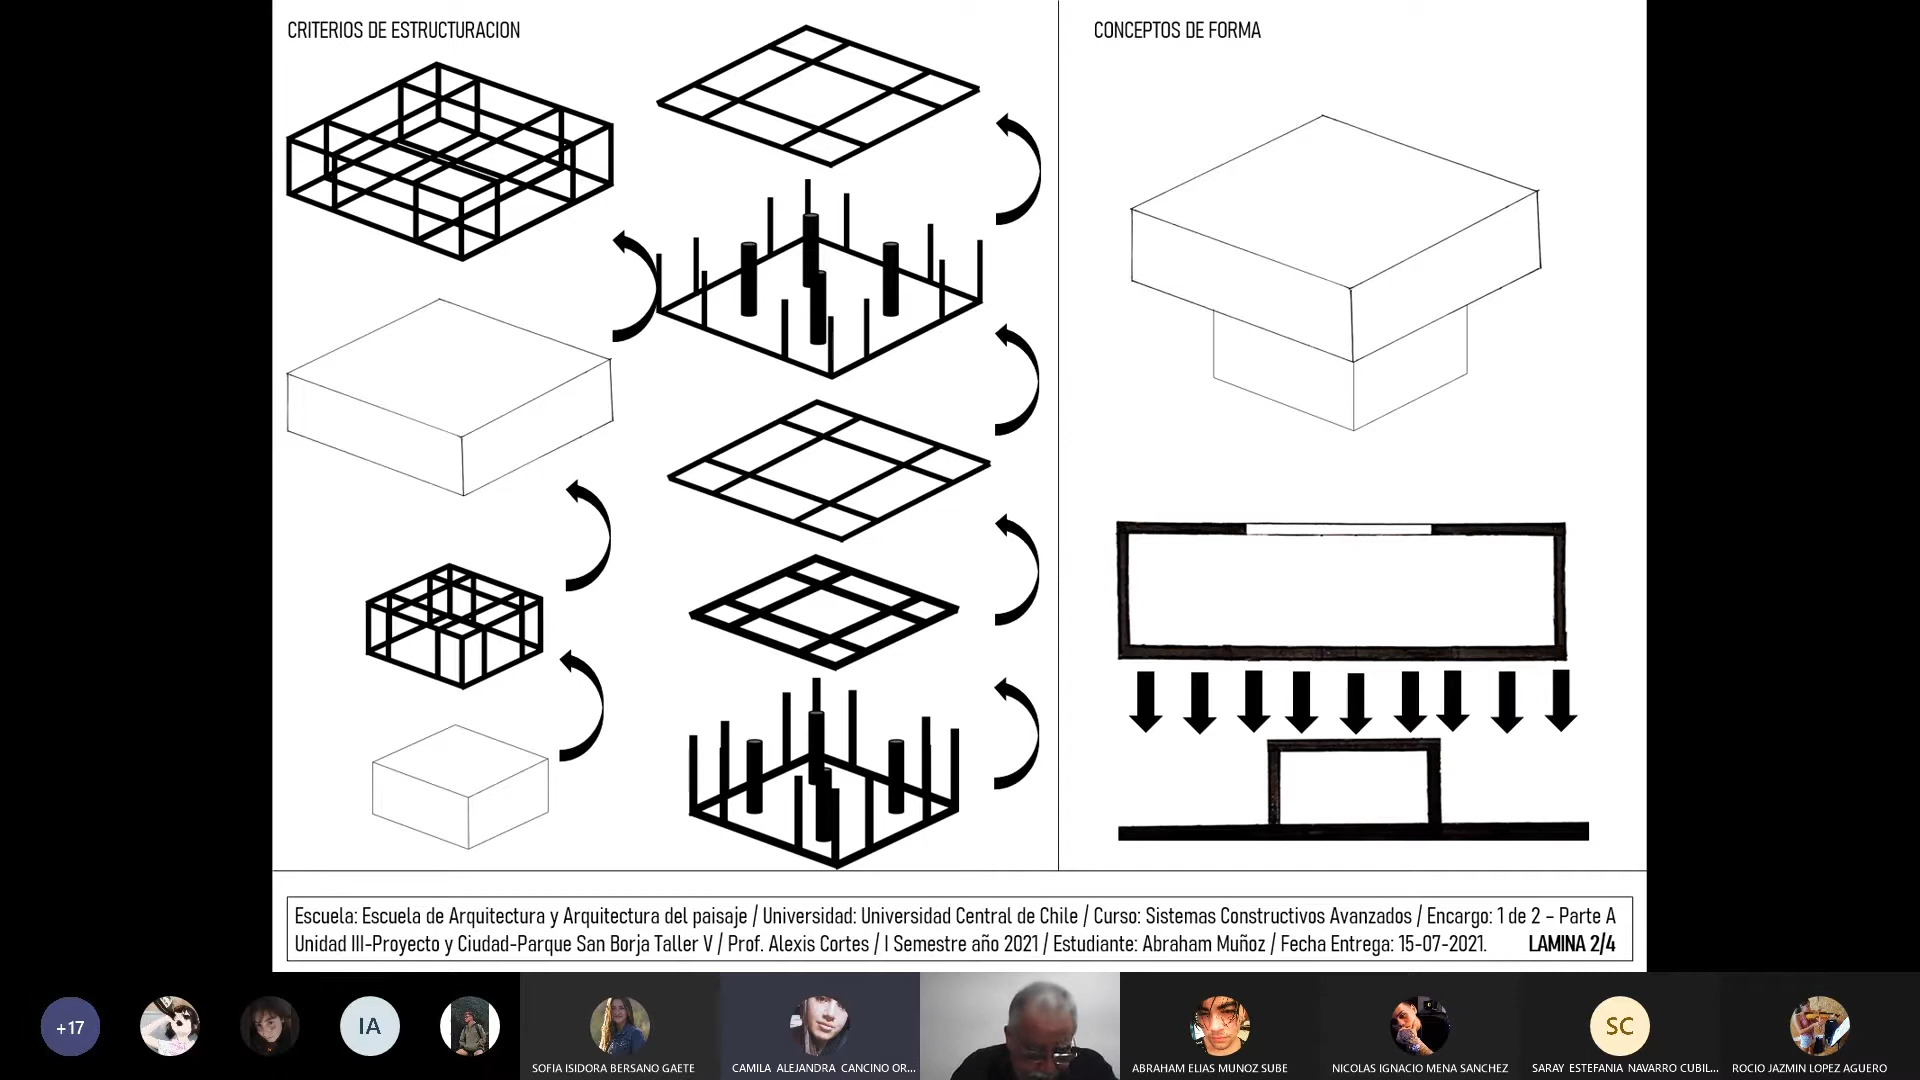 CRITERIOS DE ESTRUCTURACION
CONCEPTOS DE FORMA
Escuela: Escuela de Arquitectura y Arquitectura del paisaje / Universidad: Universidad Central de Chile / Curso: Sistemas Constructivos Avanzados / Encargo: 1 de 2 – Parte A
Unidad III-Proyecto y Ciudad-Parque San Borja Taller V / Prof. Alexis Cortes / I Semestre año 2021 / Estudiante: Abraham Muñoz / Fecha Entrega: 15-07-2021. LAMINA 2/4
+17
IA
SC
SOFIA ISIDORA BERSANO GAETE
CAMILA ALEJANDRA CANCINO OR...
ABRAHAM ELIAS MUNOZ SUBE
NICOLAS IGNACIO MENA SANCHEZ
SARAY ESTEFANIA NAVARRO CUBIL...
ROCIO JAZMIN LOPEZ AGUERO